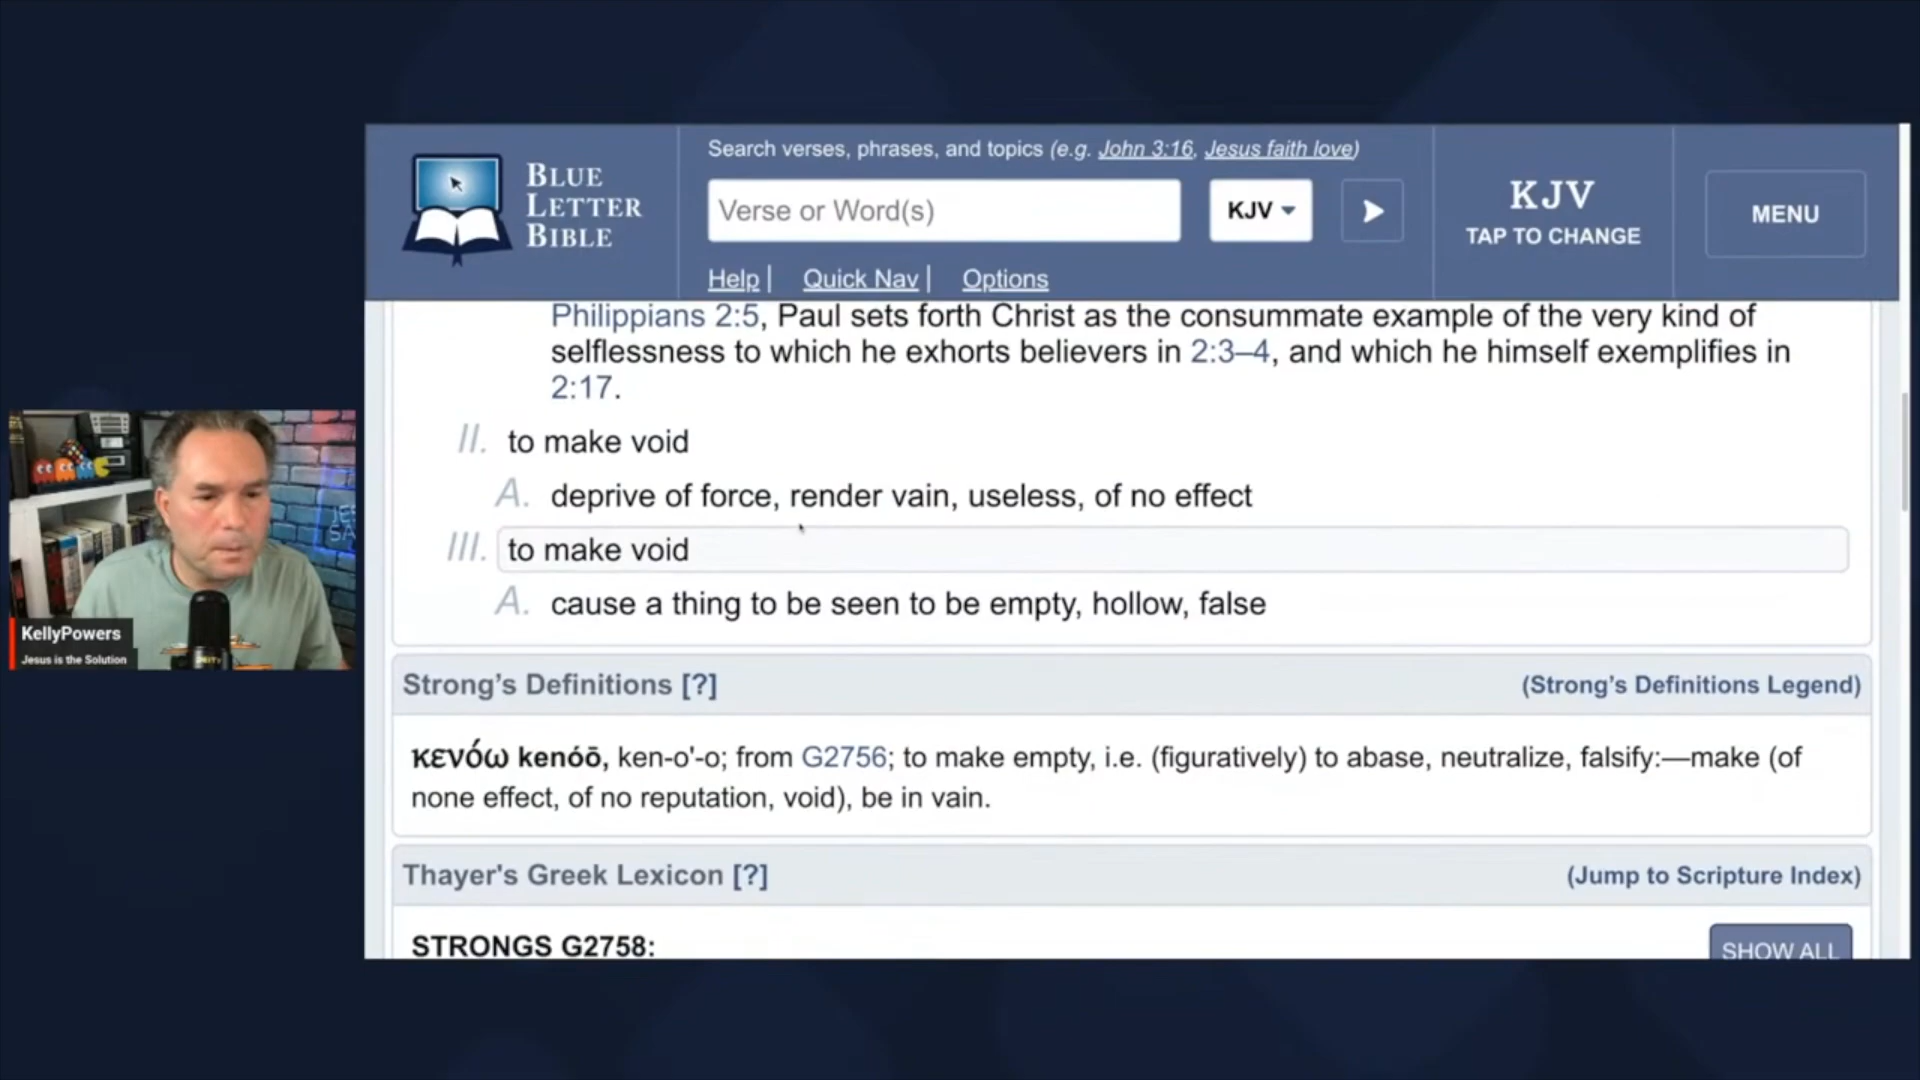 BLUE
LETTER
BIBLE
Search verses, phrases, and topics (e.g. John 3:16, Jesus faith love)
Verse or Word(s)
KJV
Help | Quick Nav | Options
KJV
TAP TO CHANGE
MENU
Philippians 2:5, Paul sets forth Christ as the consummate example of the very kind of
selflessness to which he exhorts believers in 2:3–4, and which he himself exemplifies in
2:17.
II. to make void
A. deprive of force, render vain, useless, of no effect
III. to make void
A. cause a thing to be seen to be empty, hollow, false
Strong's Definitions [?] (Strong's Definitions Legend)
κενόω kenóō, ken-o'-o; from G2756; to make empty, i.e. (figuratively) to abase, neutralize, falsify:—make (of
none effect, of no reputation, void), be in vain.
Thayer's Greek Lexicon [?] (Jump to Scripture Index)
STRONGS G2758:
SHOW ALL
KellyPowers
Jesus is the Solution